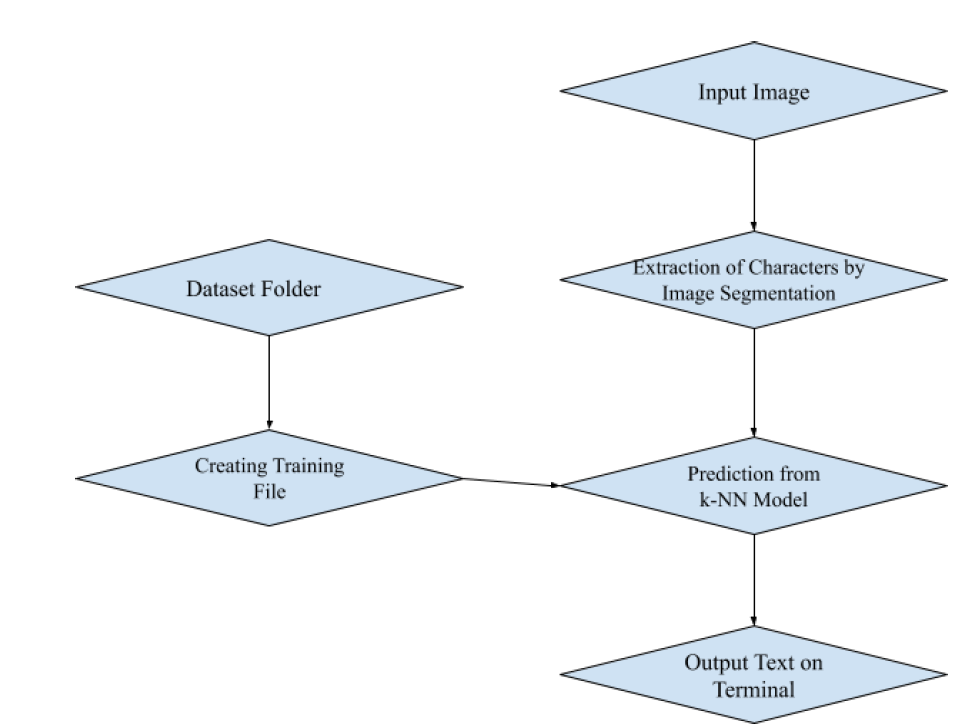 Input Image
Extraction of Characters by
Image Segmentation
Dataset Folder
Creating Training
File
Prediction from
k-NN Model
Output Text on
Terminal